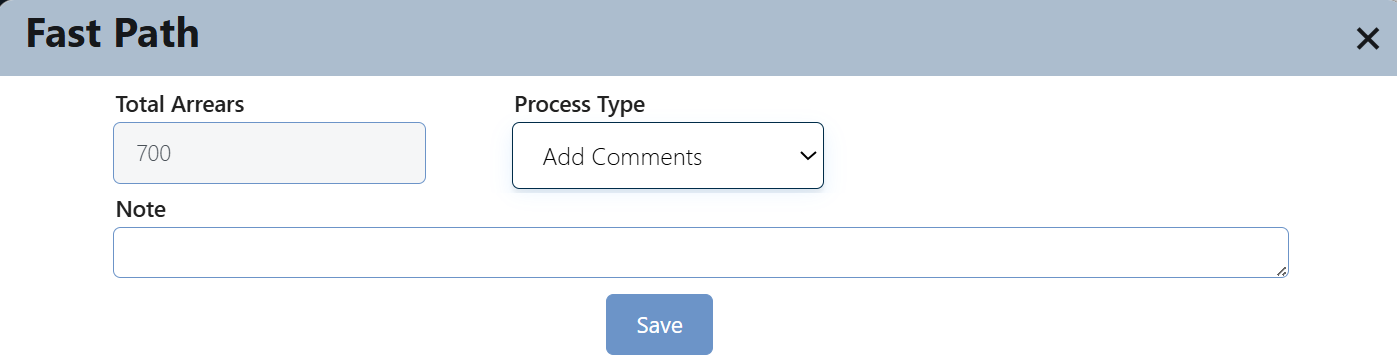 Fast Path
Total Arrears
Process Type
700
Add Comments
Note
Save